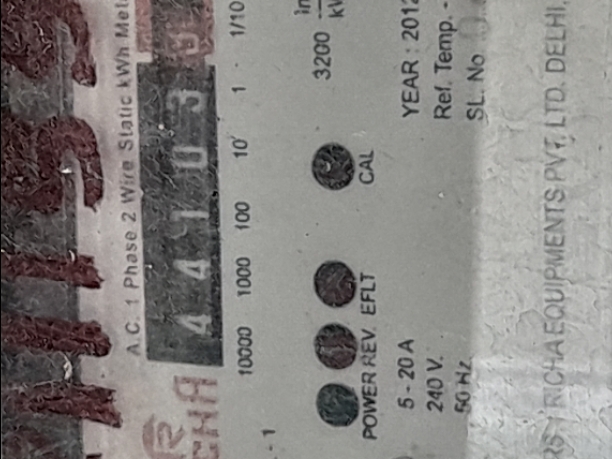 A.C. 1 Phase 2 Wire Static kWh
4 4 1 0 3
10000 1000 100 10 1 1/10
3200
POWER REV. EFLT CAL
5 - 20 A
240 V.
50 Hz
YEAR : 2012
Ref. Temp. -
SL. No
RICHA EQUIPMENTS PVT. LTD. DELHI,